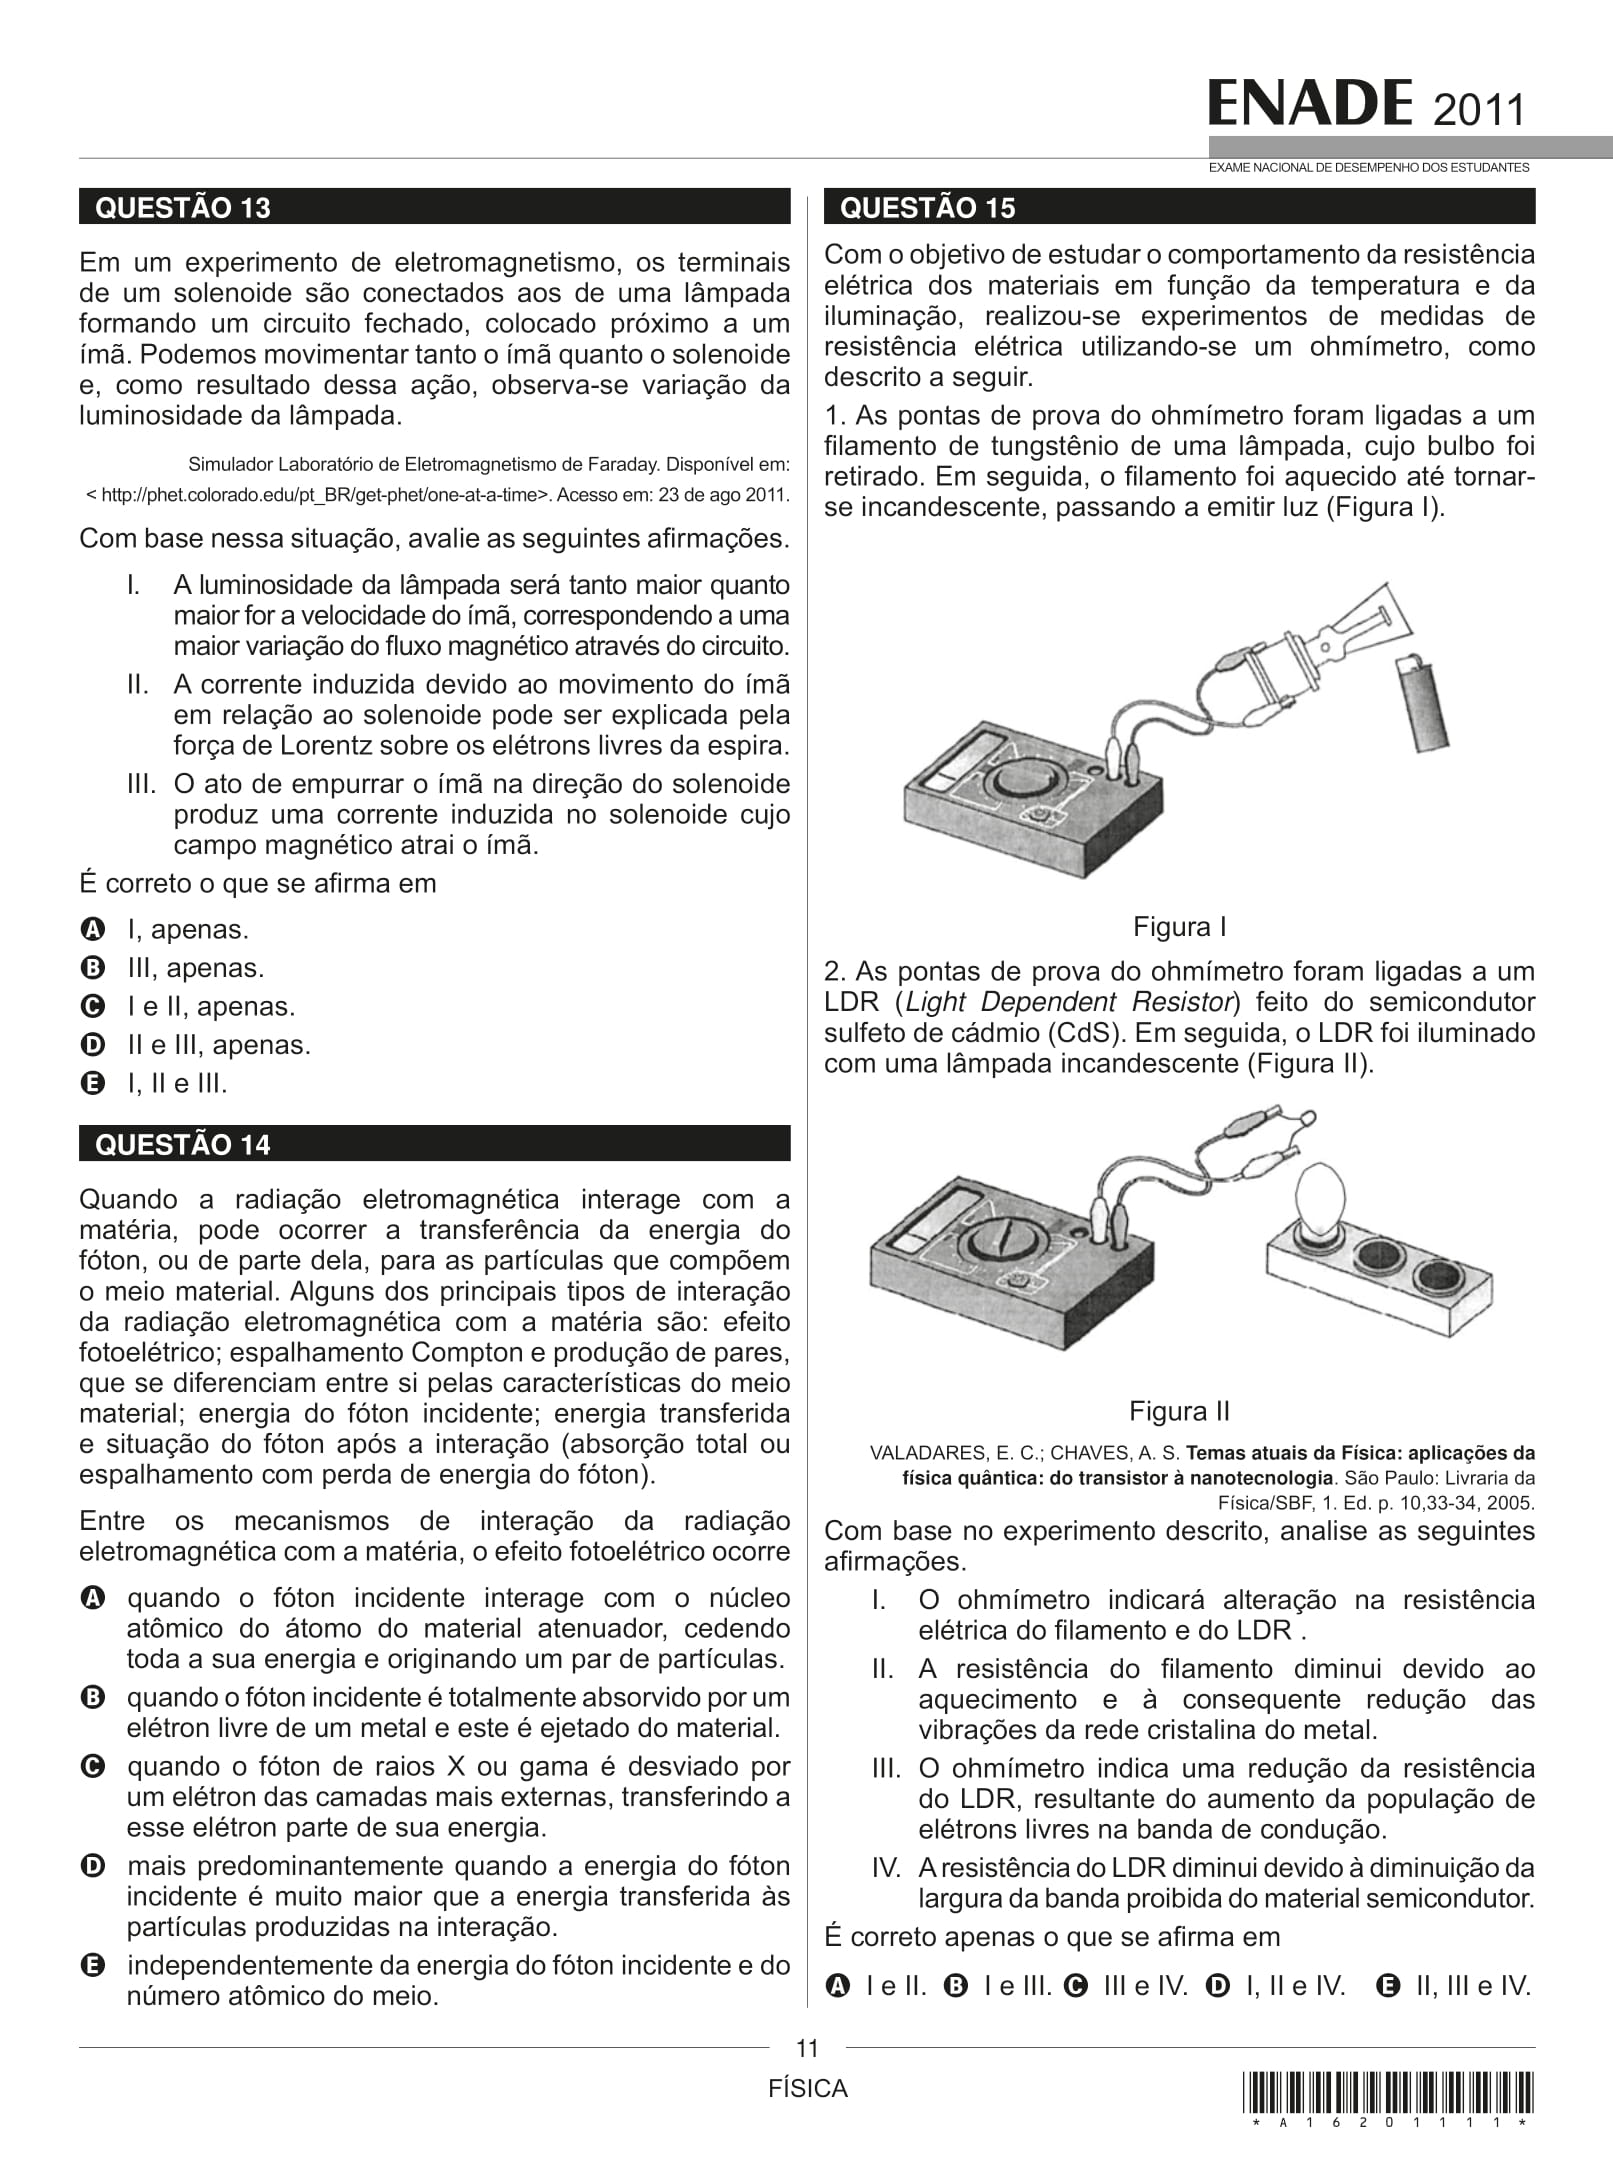 ENADE 2011
EXAME NACIONAL DE DESEMPENHO DOS ESTUDANTES
QUESTÃO 13
Em um experimento de eletromagnetismo, os terminais
de um solenoide são conectados aos de uma lâmpada
formando um circuito fechado, colocado próximo a um
ímã. Podemos movimentar tanto o ímã quanto o solenoide
e, como resultado dessa ação, observa-se variação da
luminosidade da lâmpada.
Simulador Laboratório de Eletromagnetismo de Faraday. Disponível em:
< http://phet.colorado.edu/pt_BR/get-phet/one-at-a-time>. Acesso em: 23 de ago 2011.
Com base nessa situação, avalie as seguintes afirmações.
I. A luminosidade da lâmpada será tanto maior quanto
maior for a velocidade do ímã, correspondendo a uma
maior variação do fluxo magnético através do circuito.
II. A corrente induzida devido ao movimento do ímã
em relação ao solenoide pode ser explicada pela
força de Lorentz sobre os elétrons livres da espira.
III. O ato de empurrar o ímã na direção do solenoide
produz uma corrente induzida no solenoide cujo
campo magnético atrai o ímã.
É correto o que se afirma em
A I, apenas.
B III, apenas.
C I e II, apenas.
D II e III, apenas.
E I, II e III.
QUESTÃO 14
Quando a radiação eletromagnética interage com a
matéria, pode ocorrer a transferência da energia do
fóton, ou de parte dela, para as partículas que compõem
o meio material. Alguns dos principais tipos de interação
da radiação eletromagnética com a matéria são: efeito
fotoelétrico; espalhamento Compton e produção de pares,
que se diferenciam entre si pelas características do meio
material; energia do fóton incidente; energia transferida
e situação do fóton após a interação (absorção total ou
espalhamento com perda de energia do fóton).
Entre os mecanismos de interação da radiação
eletromagnética com a matéria, o efeito fotoelétrico ocorre
A quando o fóton incidente interage com o núcleo
atômico do átomo do material atenuador, cedendo
toda a sua energia e originando um par de partículas.
B quando o fóton incidente é totalmente absorvido por um
elétron livre de um metal e este é ejetado do material.
C quando o fóton de raios X ou gama é desviado por
um elétron das camadas mais externas, transferindo a
esse elétron parte de sua energia.
D mais predominantemente quando a energia do fóton
incidente é muito maior que a energia transferida às
partículas produzidas na interação.
E independentemente da energia do fóton incidente e do
número atômico do meio.
QUESTÃO 15
Com o objetivo de estudar o comportamento da resistência
elétrica dos materiais em função da temperatura e da
iluminação, realizou-se experimentos de medidas de
resistência elétrica utilizando-se um ohmímetro, como
descrito a seguir.
1. As pontas de prova do ohmímetro foram ligadas a um
filamento de tungstênio de uma lâmpada, cujo bulbo foi
retirado. Em seguida, o filamento foi aquecido até tornar-
se incandescente, passando a emitir luz (Figura I).
Figura I
2. As pontas de prova do ohmímetro foram ligadas a um
LDR (Light Dependent Resistor) feito do semicondutor
sulfeto de cádmio (CdS). Em seguida, o LDR foi iluminado
com uma lâmpada incandescente (Figura II).
Figura II
VALADARES, E. C.; CHAVES, A. S. Temas atuais da Física: aplicações da
física quântica: do transistor à nanotecnologia. São Paulo: Livraria da
Física/SBF, 1. Ed. p. 10,33-34, 2005.
Com base no experimento descrito, analise as seguintes
afirmações.
I. O ohmímetro indicará alteração na resistência
elétrica do filamento e do LDR .
II. A resistência do filamento diminui devido ao
aquecimento e à consequente redução das
vibrações da rede cristalina do metal.
III. O ohmímetro indica uma redução da resistência
do LDR, resultante do aumento da população de
elétrons livres na banda de condução.
IV. A resistência do LDR diminui devido à diminuição da
largura da banda proibida do material semicondutor.
É correto apenas o que se afirma em
A I e II. B I e III. C III e IV. D I, II e IV. E II, III e IV.
11
FÍSICA
* A 1 6 2 0 1 1 1 1 *